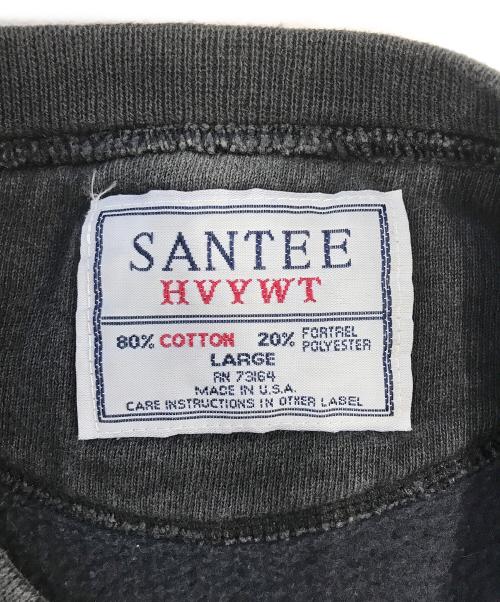 SANTEE
HVYWT
80% COTTON 20% FORTREL POLYESTER
LARGE
RN 73164
MADE IN U.S.A.
CARE INSTRUCTIONS IN OTHER LABEL